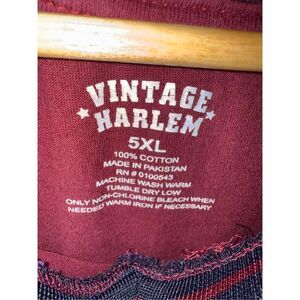 VINTAGE
HARLEM
5XL
100% COTTON
MADE IN PAKISTAN
RN # 0100543
MACHINE WASH WARM
TUMBLE DRY LOW
ONLY NON-CHLORINE BLEACH WHEN
NEEDED WARM IRON IF NECESSARY